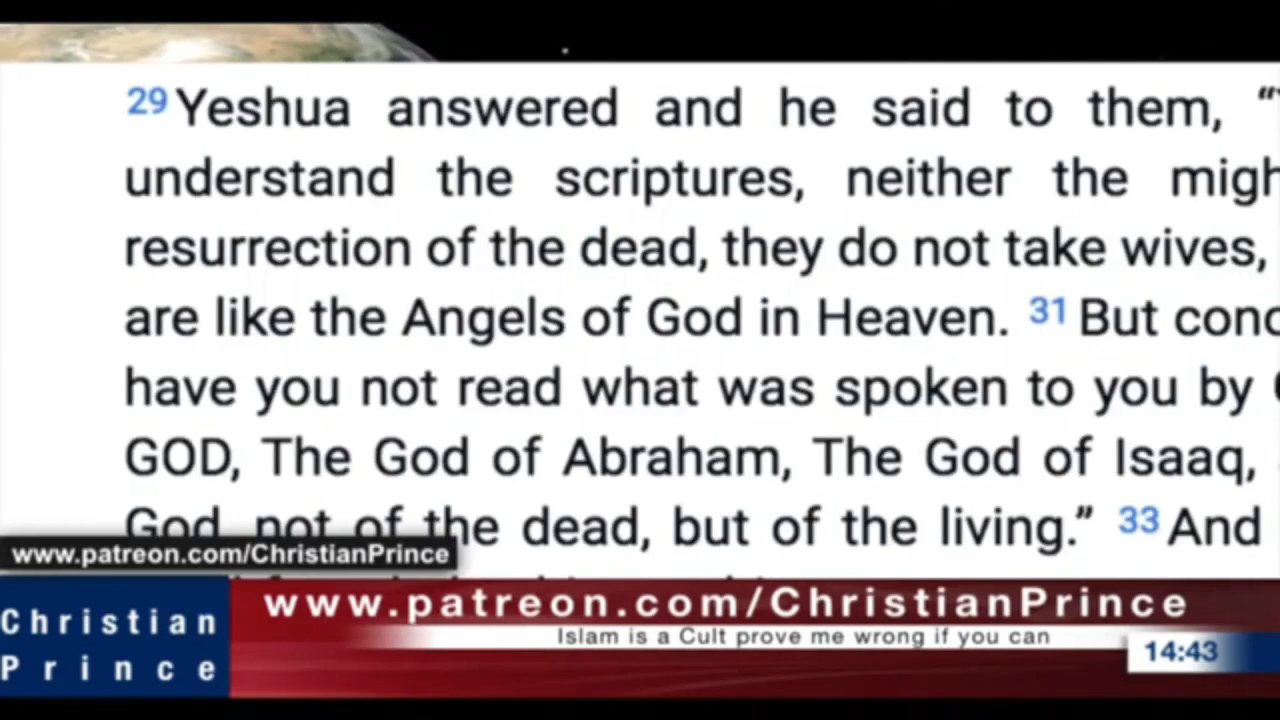 29 Yeshua answered and he said to them, “
understand the scriptures, neither the migh
resurrection of the dead, they do not take wives,
are like the Angels of God in Heaven. 31 But conc
have you not read what was spoken to you by
GOD, The God of Abraham, The God of Isaaq,
God, not of the dead, but of the living.” 33 And
www.patreon.com/ChristianPrince
Christian
Prince
www.patreon.com/ChristianPrince
Islam is a Cult prove me wrong if you can
14:43